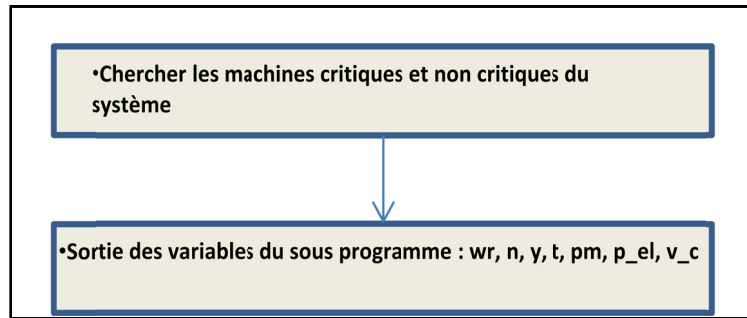 •Chercher les machines critiques et non critiques du
système
•Sortie des variables du sous programme : wr, n, y, t, pm, p_el, v_c